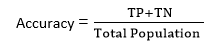 Accuracy = TP+TN / Total Population